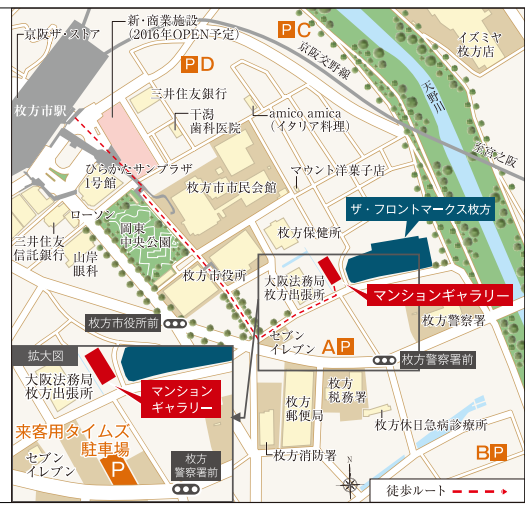 京阪ザ・ストア
新・商業施設
（2016年OPEN予定）
P C
イズミヤ
枚方店
京阪交野線
P D
天野川
枚方市駅
三井住友銀行
干潟
歯科医院
amico amica
（イタリア料理）
至宮之阪
ひらかたサンプラザ
1号館
枚方市市民会館
マウント洋菓子店
ローソン
岡東
中央公園
ザ・フロントマークス枚方
三井住友
信託銀行
山岸
眼科
枚方保健所
枚方市役所
大阪法務局
枚方出張所
マンションギャラリー
枚方市役所前
セブン
イレブン
A P
枚方警察署
枚方警察署前
拡大図
大阪法務局
枚方出張所
マンション
ギャラリー
来客用タイムズ
駐車場
P
セブン
イレブン
枚方
警察署前
枚方
郵便局
枚方
税務署
枚方休日急病診療所
枚方消防署
B P
N
徒歩ルート